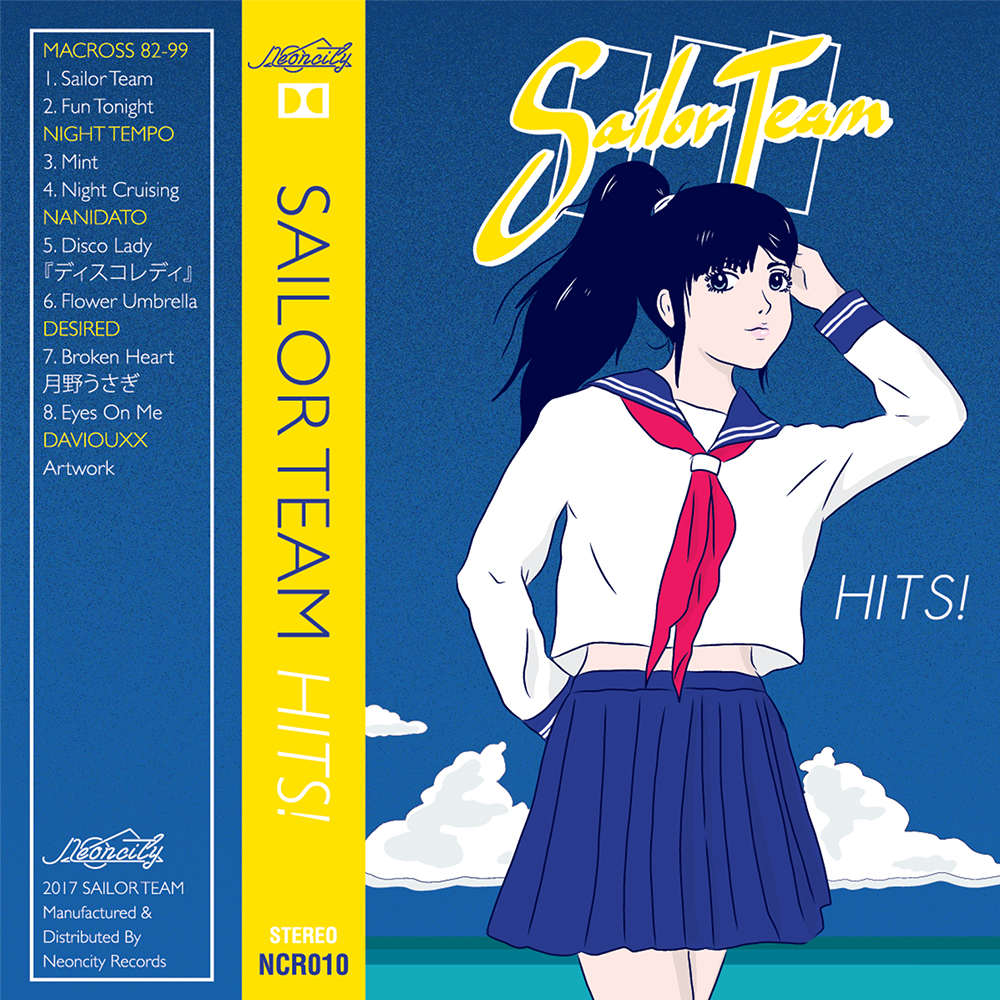 MACROSS 82-99
1. Sailor Team
2. Fun Tonight
NIGHT TEMPO
3. Mint
4. Night Cruising
NANIDATO
5. Disco Lady
『ディスコレディ』
6. Flower Umbrella
DESIRED
7. Broken Heart
月野うさぎ
8. Eyes On Me
DAVIOUXX
Artwork
Neoncity
2017 SAILOR TEAM
Manufactured &
Distributed By
Neoncity Records
Neoncity
SAILOR TEAM HITS!
STEREO
NCR010
Sailor Team
HITS!